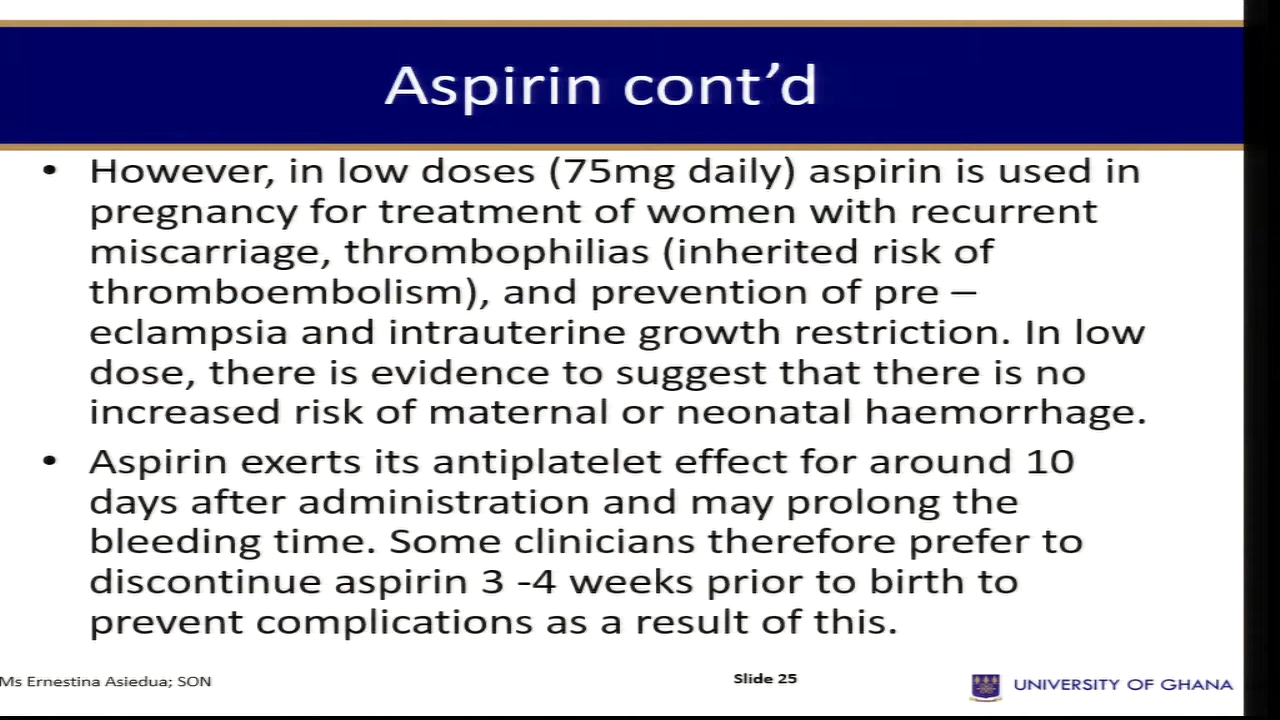 Aspirin cont’d
• However, in low doses (75mg daily) aspirin is used in
pregnancy for treatment of women with recurrent
miscarriage, thrombophilias (inherited risk of
thromboembolism), and prevention of pre –
eclampsia and intrauterine growth restriction. In low
dose, there is evidence to suggest that there is no
increased risk of maternal or neonatal haemorrhage.
• Aspirin exerts its antiplatelet effect for around 10
days after administration and may prolong the
bleeding time. Some clinicians therefore prefer to
discontinue aspirin 3 -4 weeks prior to birth to
prevent complications as a result of this.
Ms Ernestina Asiedua; SON
Slide 25
UNIVERSITY OF GHANA